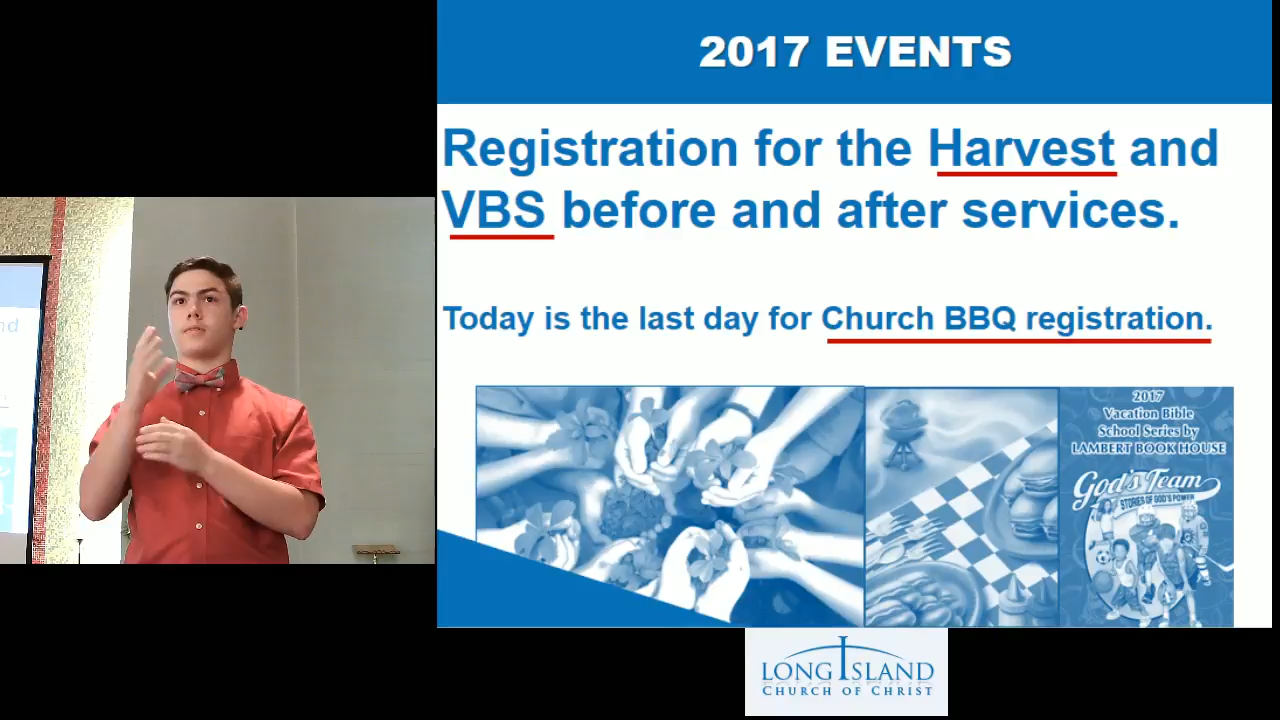 2017 EVENTS
Registration for the Harvest and
VBS before and after services.
Today is the last day for Church BBQ registration.
2017
Vacation Bible
School Series by
LAMBERT BOOK HOUSE
God's Team
STORIES OF GOD'S POWER
LONG ISLAND
CHURCH OF CHRIST